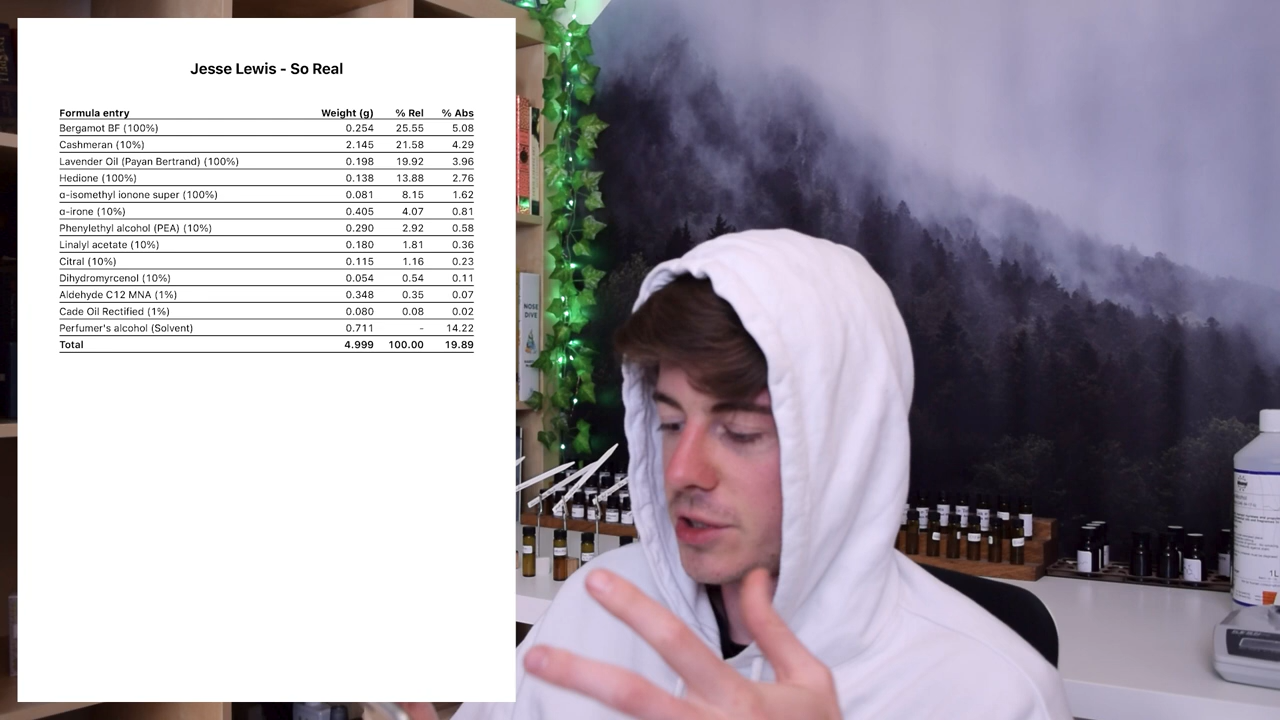 Jesse Lewis - So Real
Formula entry Weight (g) % Rel % Abs
Bergamot BF (100%) 0.254 25.55 5.08
Cashmeran (10%) 2.145 21.58 4.29
Lavender Oil (Payan Bertrand) (100%) 0.198 19.92 3.96
Hedione (100%) 0.138 13.88 2.76
α-isomethyl ionone super (100%) 0.081 8.15 1.62
α-irone (10%) 0.405 4.07 0.81
Phenylethyl alcohol (PEA) (10%) 0.290 2.92 0.58
Linalyl acetate (10%) 0.180 1.81 0.36
Citral (10%) 0.115 1.16 0.23
Dihydromyrcenol (10%) 0.054 0.54 0.11
Aldehyde C12 MNA (1%) 0.348 0.35 0.07
Cade Oil Rectified (1%) 0.080 0.08 0.02
Perfumer's alcohol (Solvent) 0.711 - 14.22
Total 4.999 100.00 19.89
NOSE
DIVE
1L